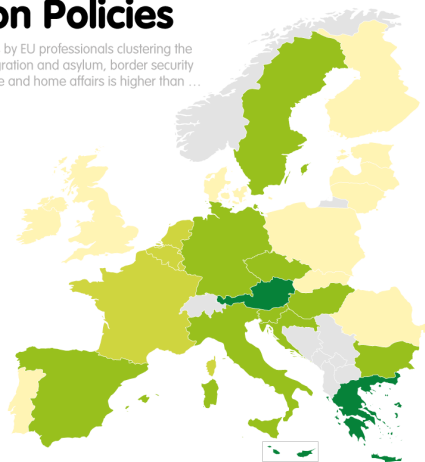 on Policies
by EU professionals clustering the
gration and asylum, border security
e and home affairs is higher than ...